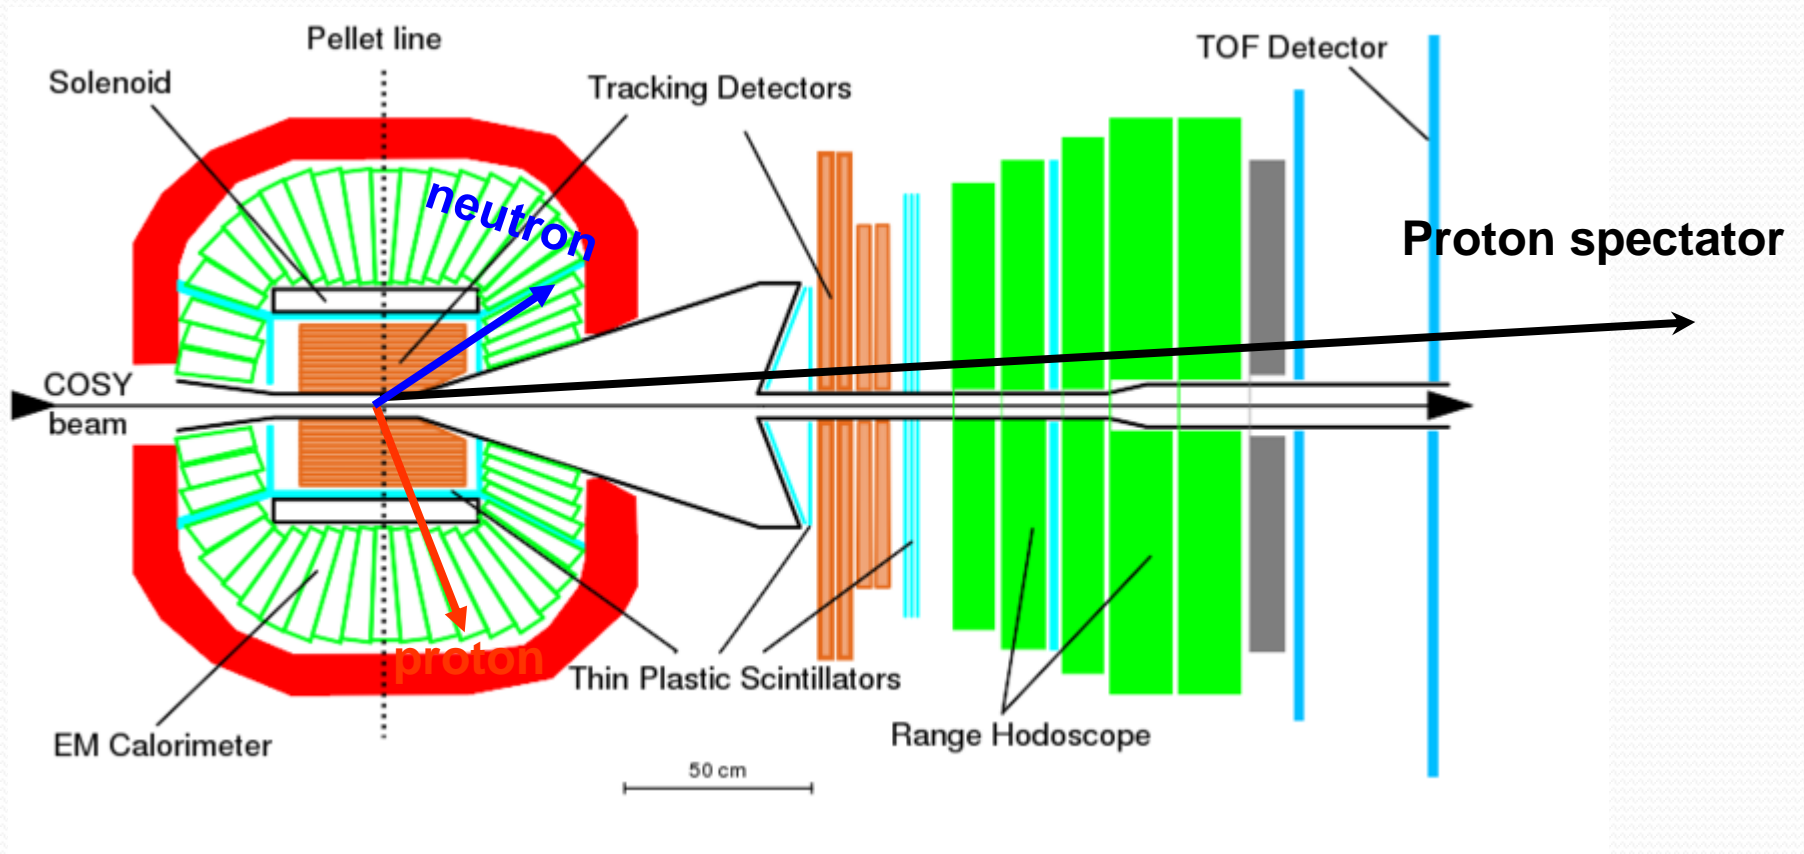 Pellet line
Solenoid
Tracking Detectors
TOF Detector
neutron
Proton spectator
COSY
beam
proton
Thin Plastic Scintillators
EM Calorimeter
Range Hodoscope
50 cm